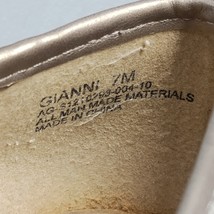 GIANNI 7M
ALL MAN MADE MATERIALS
MADE IN CHINA